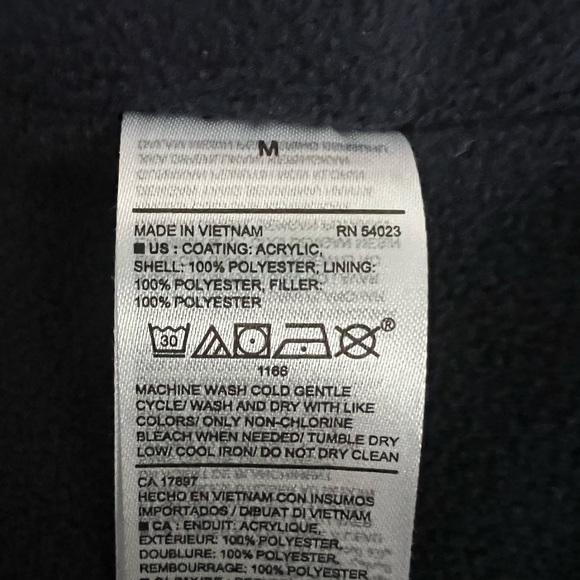 M
MADE IN VIETNAM RN 54023
US : COATING: ACRYLIC,
SHELL: 100% POLYESTER, LINING:
100% POLYESTER, FILLER:
100% POLYESTER
30
®
1166
MACHINE WASH COLD GENTLE
CYCLE/ WASH AND DRY WITH LIKE
COLORS/ ONLY NON-CHLORINE
BLEACH WHEN NEEDED/ TUMBLE DRY
LOW/ COOL IRON/ DO NOT DRY CLEAN
CA 17897
HECHO EN VIETNAM CON INSUMOS
IMPORTADOS / DIBUAT DI VIETNAM
CA : ENDUIT: ACRYLIQUE,
EXTÉRIEUR: 100% POLYESTER,
DOUBLURE: 100% POLYESTER,
REMBOURRAGE: 100% POLYESTER